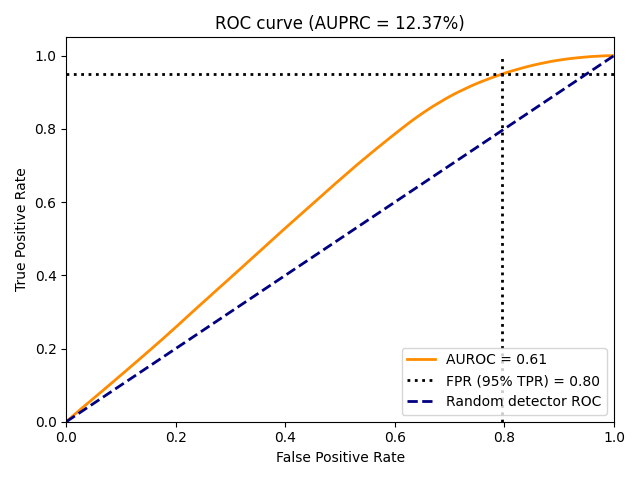 ROC curve (AUPRC = 12.37%)
True Positive Rate
1.0
0.8
0.6
0.4
0.2
0.0
AUROC = 0.61
FPR (95% TPR) = 0.80
Random detector ROC
0.0 0.2 0.4 0.6 0.8 1.0
False Positive Rate